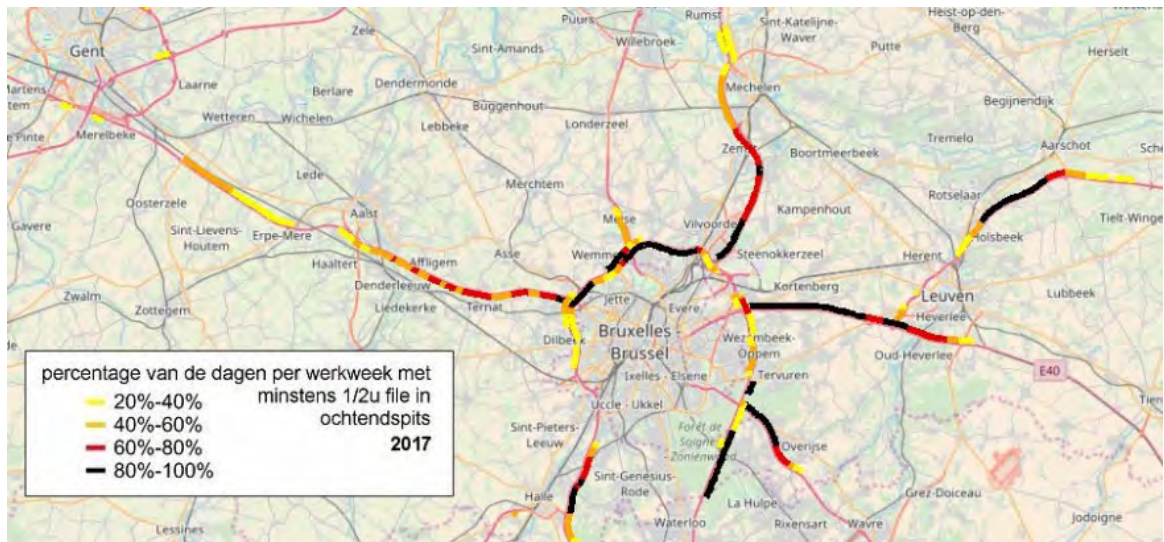 Rumst
Sint-Katelijne-
Waver
Heist-op-den-
Berg
Westerlo
Puurs
Willebroek
Putte
Herselt
Zele
Sint-Amands
Gent
Laarne
Berlare
Dendermonde
Mechelen
Begijnendijk
Martens
tem
Buggenhout
Wetteren
Wichelen
Lebbeke
Londerzeel
Tremelo
e Pinte
Merelbeke
Zemst
Boortmeerbeek
Aarschot
Sche
Lede
Merchtem
Rotselaar
Oosterzele
Aalst
Meise
Vilvoorde
Kampenhout
Tielt-Winge
Gavere
Sint-Lievens-
Houtem
Erpe-Mere
Asse
Wemmel
Steenokkerzeel
Holsbeek
Haaltert
Affligem
Herent
Denderleeuw
Kortenberg
Zwalm
Zottegem
Liedekerke
Ternat
Jette
Evere
Leuven
Lubbeek
Heverlee
Dilbeek
Bruxelles -
Brussel
Wezembeek-
Oppem
Oud-Heverlee
Ixelles - Elsene
Tervuren
E40
Uccle - Ukkel
Tien
percentage van de dagen per werkweek met
minstens 1/2u file in
ochtendspits
2017
20%-40%
40%-60%
60%-80%
80%-100%
Sint-Pieters-
Leeuw
Forêt de
Soignes
Zoniënwoud
Overijse
Sint-Genesius-
Rode
Halle
La Hulpe
Grez-Doiceau
Lessines
Waterloo
Rixensart
Wavre
Jodoigne